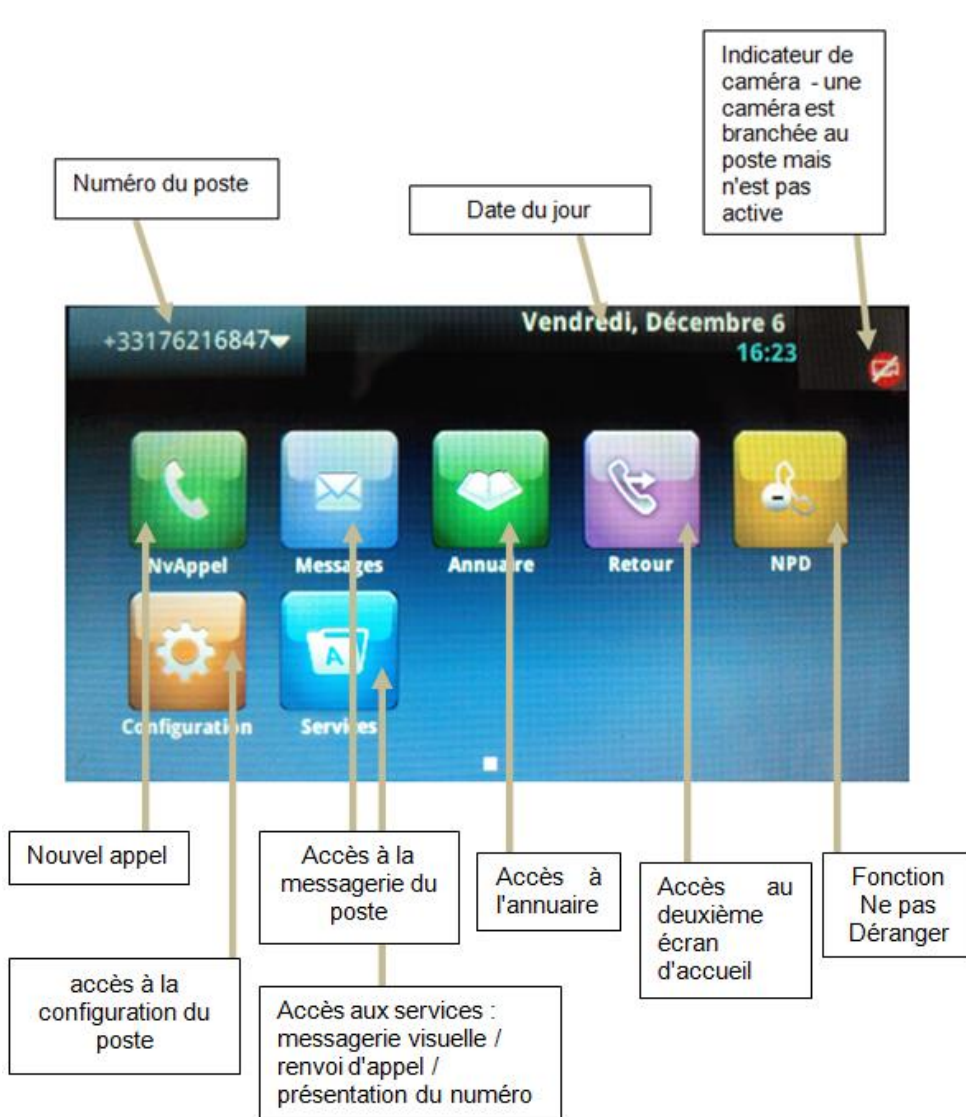 Indicateur de
caméra - une
caméra est
branchée au
poste mais
n'est pas
active
Numéro du poste
Date du jour
+33176216847
Vendredi, Décembre 6
16:23
NvAppel
Messages
Annuaire
Retour
NPD
Configuration
Services
A
Nouvel appel
Accès à la
messagerie du
poste
Accès à
l'annuaire
Accès au
deuxième
écran
d'accueil
Fonction
Ne pas
Déranger
accès à la
configuration du
poste
Accès aux services :
messagerie visuelle /
renvoi d'appel /
présentation du numéro